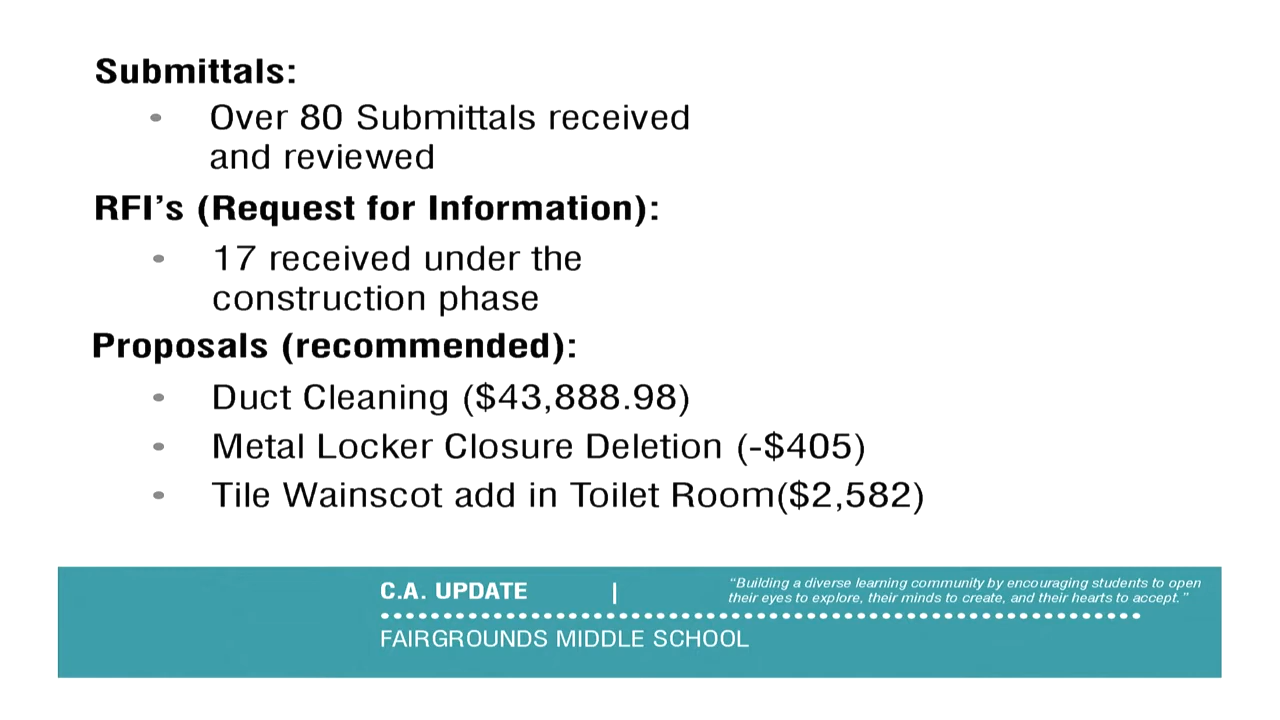 Submittals:
• Over 80 Submittals received
and reviewed
RFI's (Request for Information):
• 17 received under the
construction phase
Proposals (recommended):
• Duct Cleaning ($43,888.98)
• Metal Locker Closure Deletion (-$405)
• Tile Wainscot add in Toilet Room($2,582)
C.A. UPDATE |
"Building a diverse learning community by encouraging students to open
their eyes to explore, their minds to create, and their hearts to accept."
FAIRGROUNDS MIDDLE SCHOOL